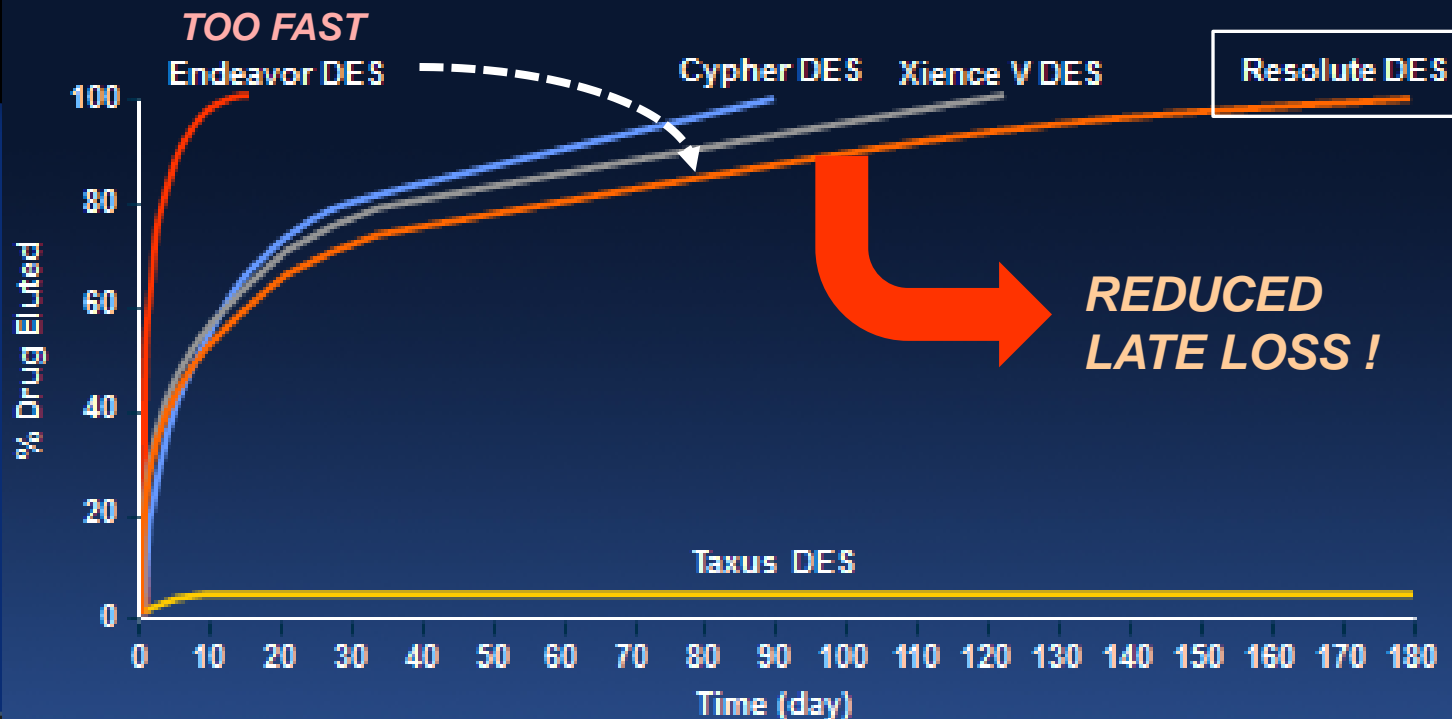 TOO FAST
Endeavor DES
Cypher DES
Xience V DES
Resolute DES
100
80
60
40
20
0
% Drug Eluted
REDUCED
LATE LOSS !
Taxus DES
0 10 20 30 40 50 60 70 80 90 100 110 120 130 140 150 160 170 180
Time (day)